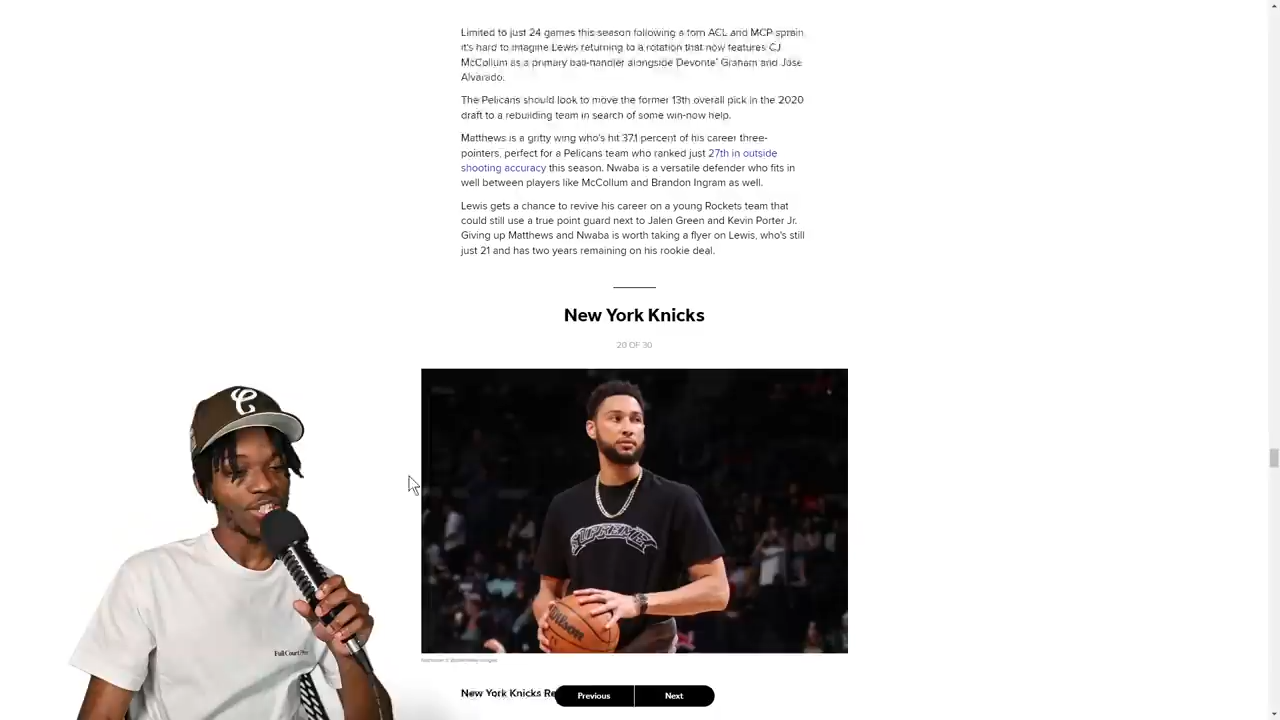 Limited to just 24 games this season following a torn ACL and MCP sprain,
it's hard to imagine Lewis returning to a rotation that now features CJ
McCollum as a primary ball-handler alongside Devonte' Graham and Jose
Alvarado.
The Pelicans should look to move the former 13th overall pick in the 2020
draft to a rebuilding team in search of some win-now help.
Matthews is a gritty wing who's hit 37.1 percent of his career three-
pointers, perfect for a Pelicans team who ranked just 27th in outside
shooting accuracy this season. Nwaba is a versatile defender who fits in
well between players like McCollum and Brandon Ingram as well.
Lewis gets a chance to revive his career on a young Rockets team that
could still use a true point guard next to Jalen Green and Kevin Porter Jr.
Giving up Matthews and Nwaba is worth taking a flyer on Lewis, who's still
just 21 and has two years remaining on his rookie deal.
New York Knicks
20 OF 30
SUPREME
Wilson
Full Court
New York Knicks Re
Previous
Next